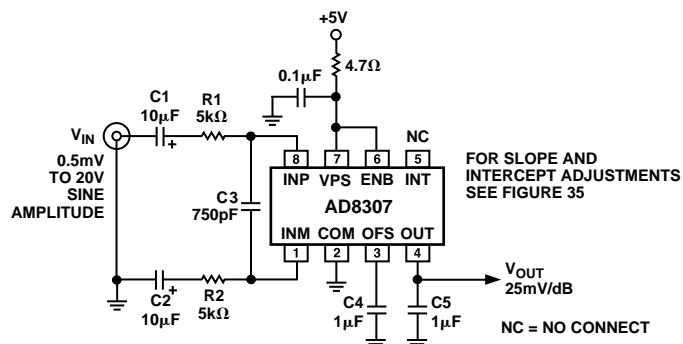 +5V
4.7Ω
0.1μF
C1
10μF
R1
5kΩ
NC
VIN
0.5mV
TO 20V
SINE
AMPLITUDE
8
7
6
5
INP
VPS
ENB
INT
FOR SLOPE AND
INTERCEPT ADJUSTMENTS
SEE FIGURE 35
C3
750pF
AD8307
INM
COM
OFS
OUT
1
2
3
4
VOUT
25mV/dB
C2
10μF
R2
5kΩ
C4
1μF
C5
1μF
NC = NO CONNECT